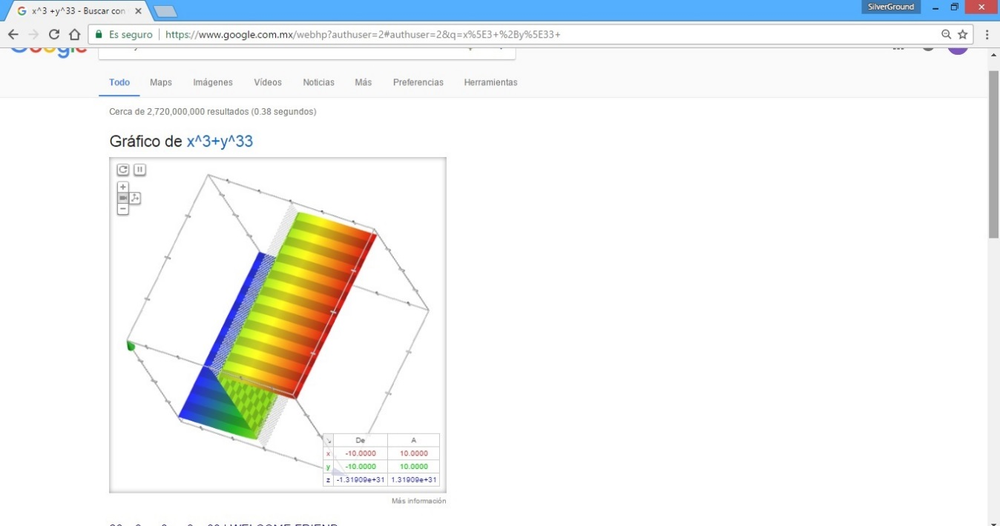 SilverGround
x^3 +y^33 - Buscar con
Es seguro https://www.google.com.mx/webhp?authuser=2#authuser=2&q=x%5E3+%2By%5E33+
Google
Todo Maps Imágenes Vídeos Noticias Más Preferencias Herramientas
Cerca de 2,720,000,000 resultados (0.38 segundos)
Gráfico de x^3+y^33
De A
x -10.0000 10.0000
y -10.0000 10.0000
z -1.31909e+31 1.31909e+31
Más información
WELCOME FRIEND